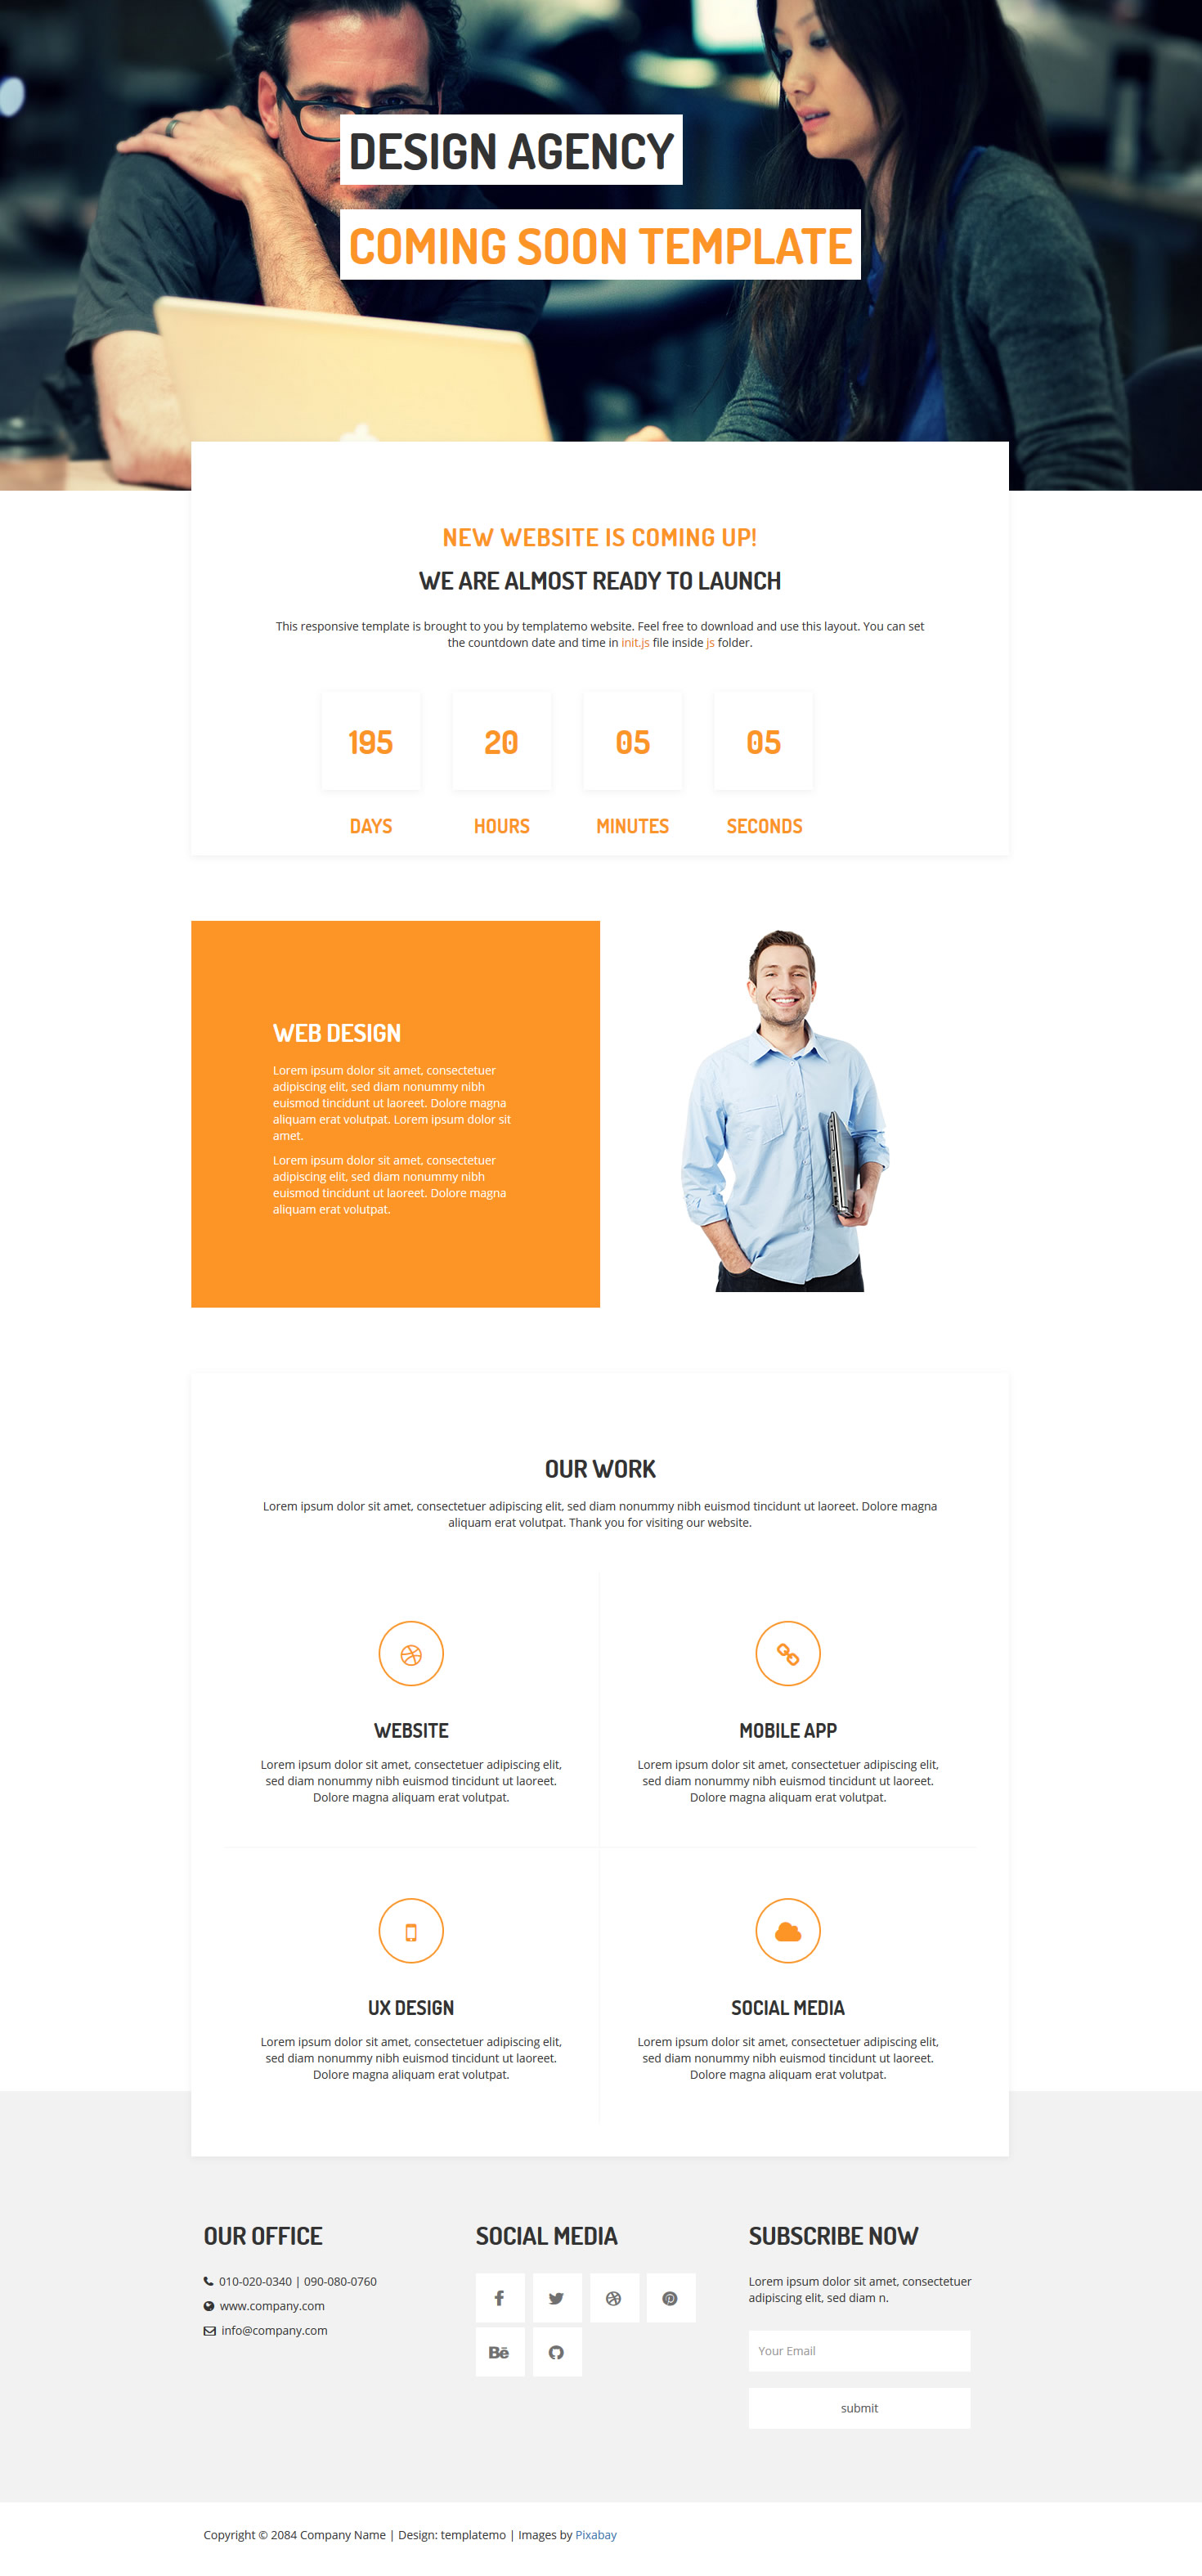 DESIGN AGENCY
COMING SOON TEMPLATE
NEW WEBSITE IS COMING UP!
WE ARE ALMOST READY TO LAUNCH
This responsive template is brought to you by templatemo website. Feel free to download and use this layout. You can set
the countdown date and time in init.js file inside js folder.
195 20 05 05
DAYS HOURS MINUTES SECONDS
WEB DESIGN
Lorem ipsum dolor sit amet, consectetuer
adipiscing elit, sed diam nonummy nibh
euismod tincidunt ut laoreet. Dolore magna
aliquam erat volutpat. Lorem ipsum dolor sit
amet.
Lorem ipsum dolor sit amet, consectetuer
adipiscing elit, sed diam nonummy nibh
euismod tincidunt ut laoreet. Dolore magna
aliquam erat volutpat.
OUR WORK
Lorem ipsum dolor sit amet, consectetuer adipiscing elit, sed diam nonummy nibh euismod tincidunt ut laoreet. Dolore magna
aliquam erat volutpat. Thank you for visiting our website.
WEBSITE
Lorem ipsum dolor sit amet, consectetuer adipiscing elit,
sed diam nonummy nibh euismod tincidunt ut laoreet.
Dolore magna aliquam erat volutpat.
MOBILE APP
Lorem ipsum dolor sit amet, consectetuer adipiscing elit,
sed diam nonummy nibh euismod tincidunt ut laoreet.
Dolore magna aliquam erat volutpat.
UX DESIGN
Lorem ipsum dolor sit amet, consectetuer adipiscing elit,
sed diam nonummy nibh euismod tincidunt ut laoreet.
Dolore magna aliquam erat volutpat.
SOCIAL MEDIA
Lorem ipsum dolor sit amet, consectetuer adipiscing elit,
sed diam nonummy nibh euismod tincidunt ut laoreet.
Dolore magna aliquam erat volutpat.
OUR OFFICE
010-020-0340 | 090-080-0760
www.company.com
info@company.com
SOCIAL MEDIA
Bē
SUBSCRIBE NOW
Lorem ipsum dolor sit amet, consectetuer
adipiscing elit, sed diam n.
Your Email
submit
Copyright © 2084 Company Name | Design: templatemo | Images by Pixabay